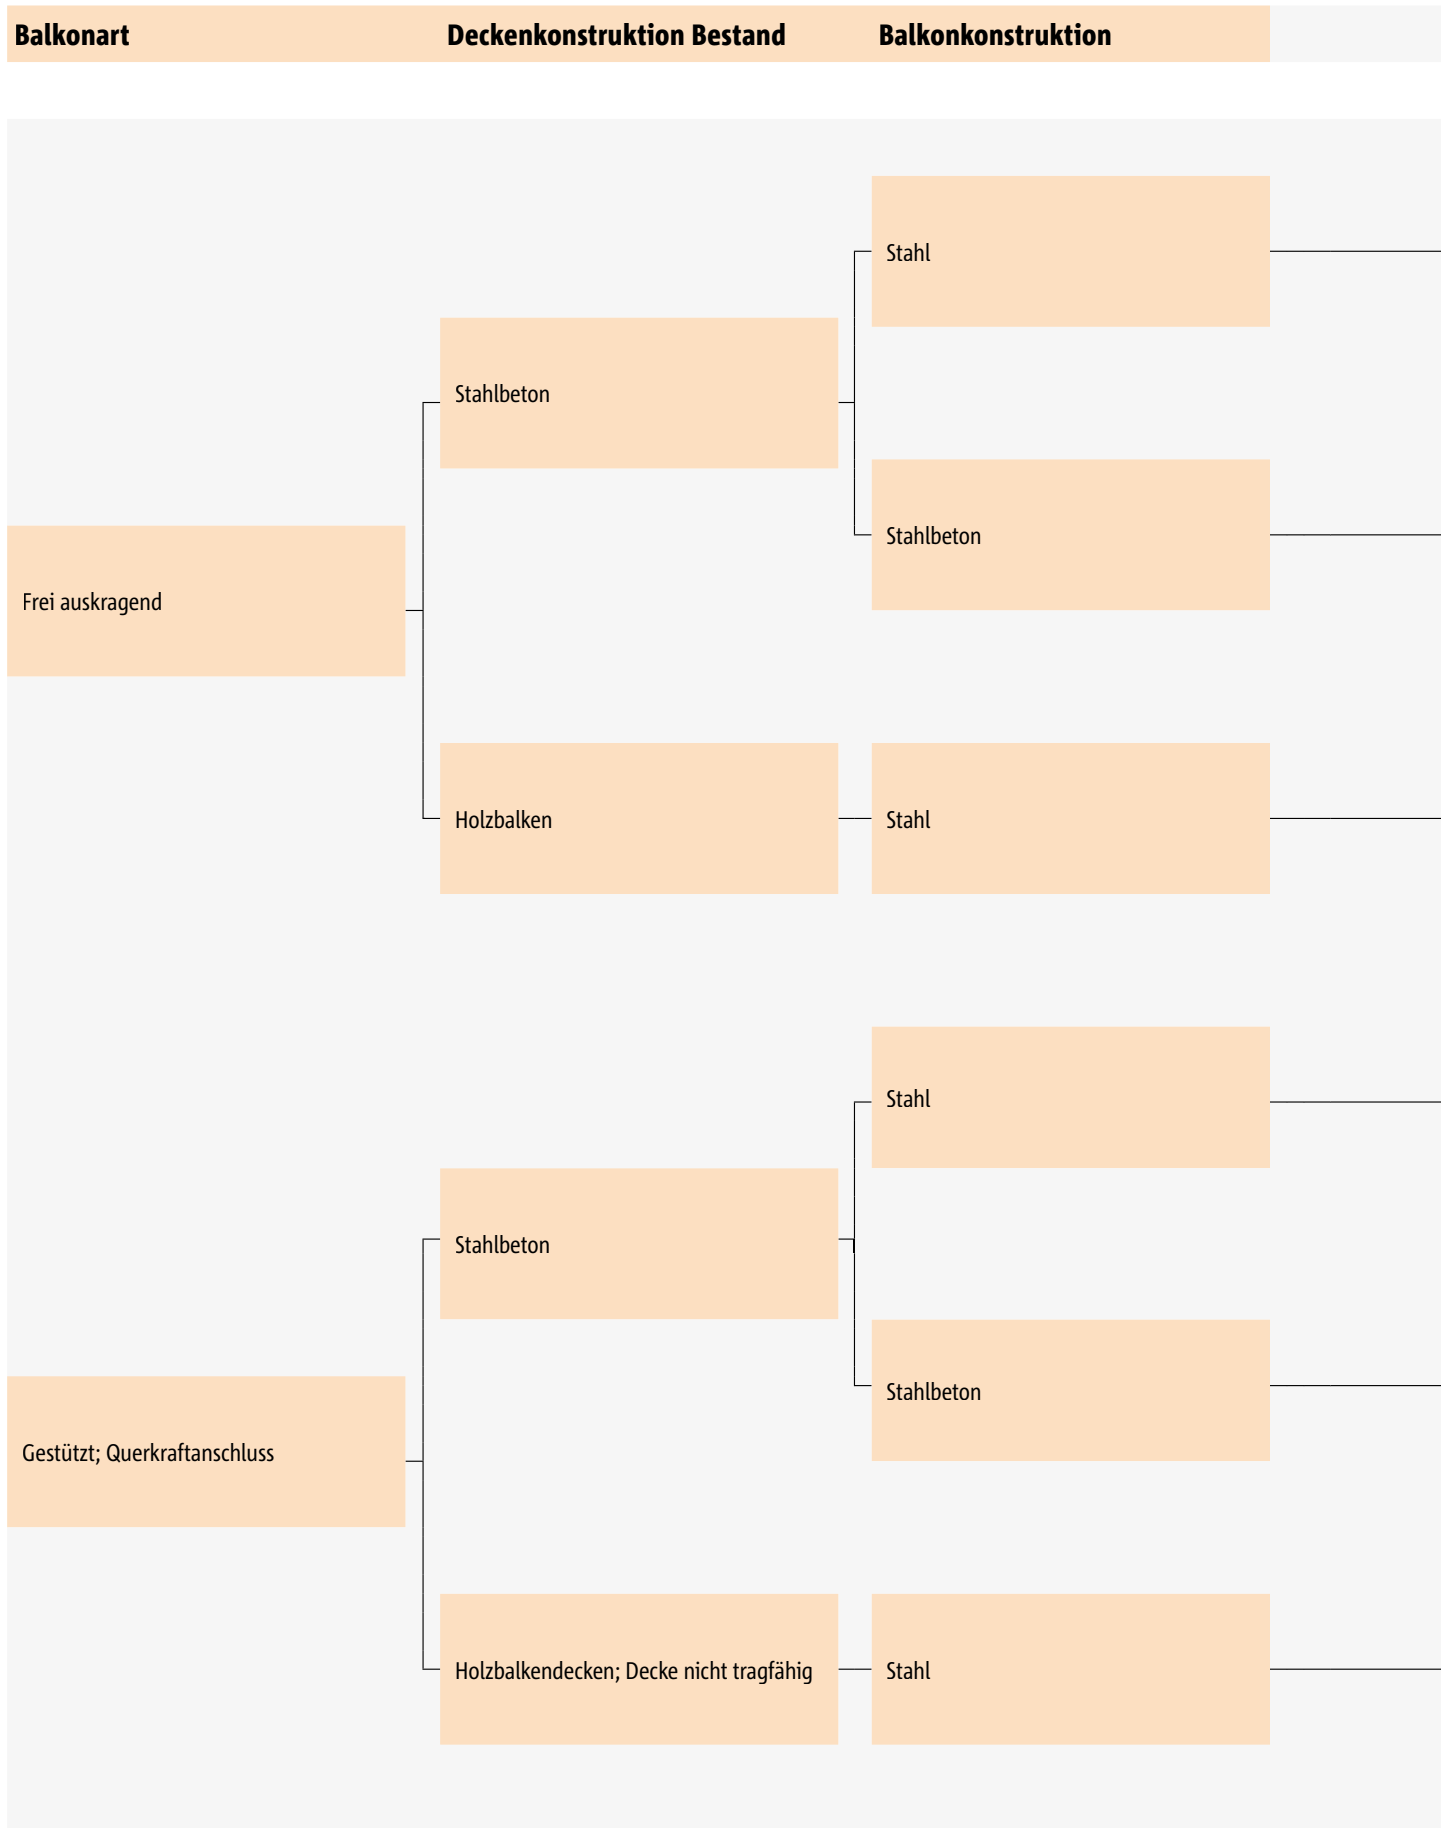 Balkonart Deckenkonstruktion Bestand Balkonkonstruktion
Stahl
Stahlbeton
Stahlbeton
Frei auskragend
Holzbalken
Stahl
Stahl
Stahlbeton
Stahlbeton
Gestützt; Querkraftanschluss
Holzbalkendecken; Decke nicht tragfähig
Stahl